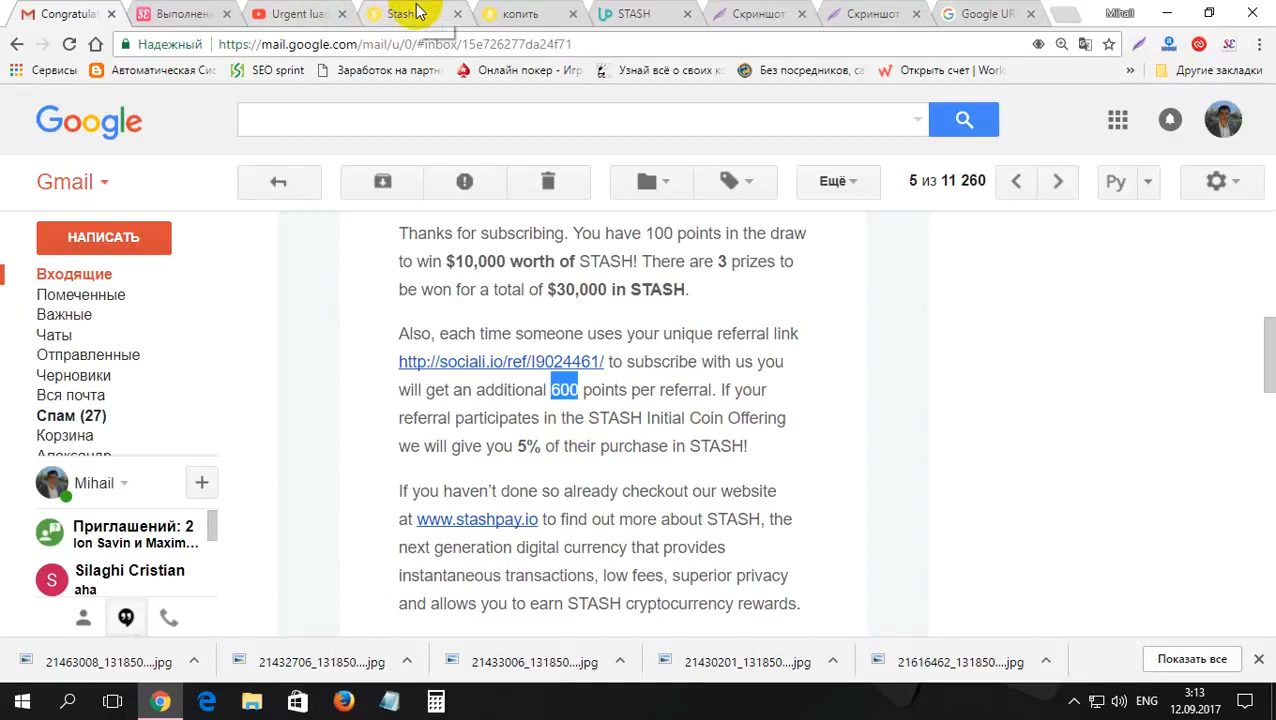 Congratula
Выполнен
Urgent luar
Stash
копить
STASH
Скриншот
Скриншот
Google UR
Mihail
Надежный
https://mail.google.com/mail/u/0/#inbox/15e726277da24f71
Сервисы
Автоматическая Сис
SEO sprint
Заработок на партн
Онлайн покер - Игр
Узнай всё о своих к
Без посредников, са
Открыть счет | World
»
Другие закладки
Google
Gmail
Ещё
5 из 11 260
Ру
НАПИСАТЬ
Входящие
Помеченные
Важные
Чаты
Отправленные
Черновики
Вся почта
Спам (27)
Корзина
Александр
Mihail
Приглашений: 2
Ion Savin и Maxim...
Silaghi Cristian
aha
S
Thanks for subscribing. You have 100 points in the draw
to win $10,000 worth of STASH! There are 3 prizes to
be won for a total of $30,000 in STASH.
Also, each time someone uses your unique referral link
http://sociali.io/ref/I9024461/ to subscribe with us you
will get an additional 600 points per referral. If your
referral participates in the STASH Initial Coin Offering
we will give you 5% of their purchase in STASH!
If you haven't done so already checkout our website
at www.stashpay.io to find out more about STASH, the
next generation digital currency that provides
instantaneous transactions, low fees, superior privacy
and allows you to earn STASH cryptocurrency rewards.
21463008_131850....jpg
21432706_131850....jpg
21433006_131850....jpg
21430201_131850....jpg
21616462_131850....jpg
Показать все
ENG
3:13
12.09.2017